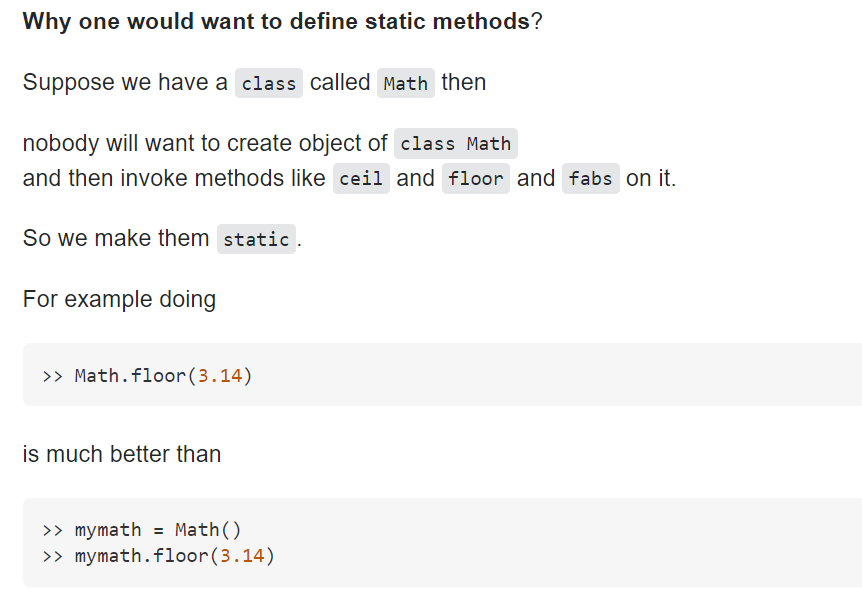 Why one would want to define static methods?
Suppose we have a class called Math then
nobody will want to create object of class Math
and then invoke methods like ceil and floor and fabs on it.
So we make them static.
For example doing
>> Math.floor(3.14)
is much better than
>> mymath = Math()
>> mymath.floor(3.14)